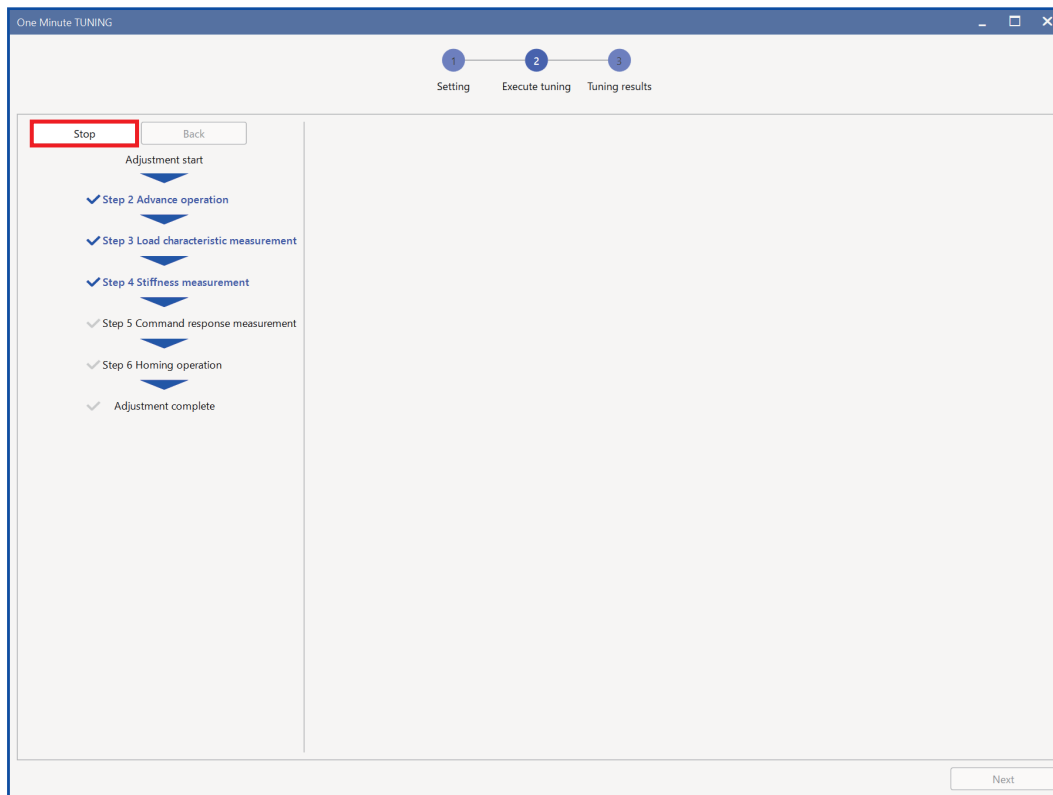 One Minute TUNING
1 2 3
Setting Execute tuning Tuning results
Stop Back
Adjustment start
Step 2 Advance operation
Step 3 Load characteristic measurement
Step 4 Stiffness measurement
Step 5 Command response measurement
Step 6 Homing operation
Adjustment complete
Next